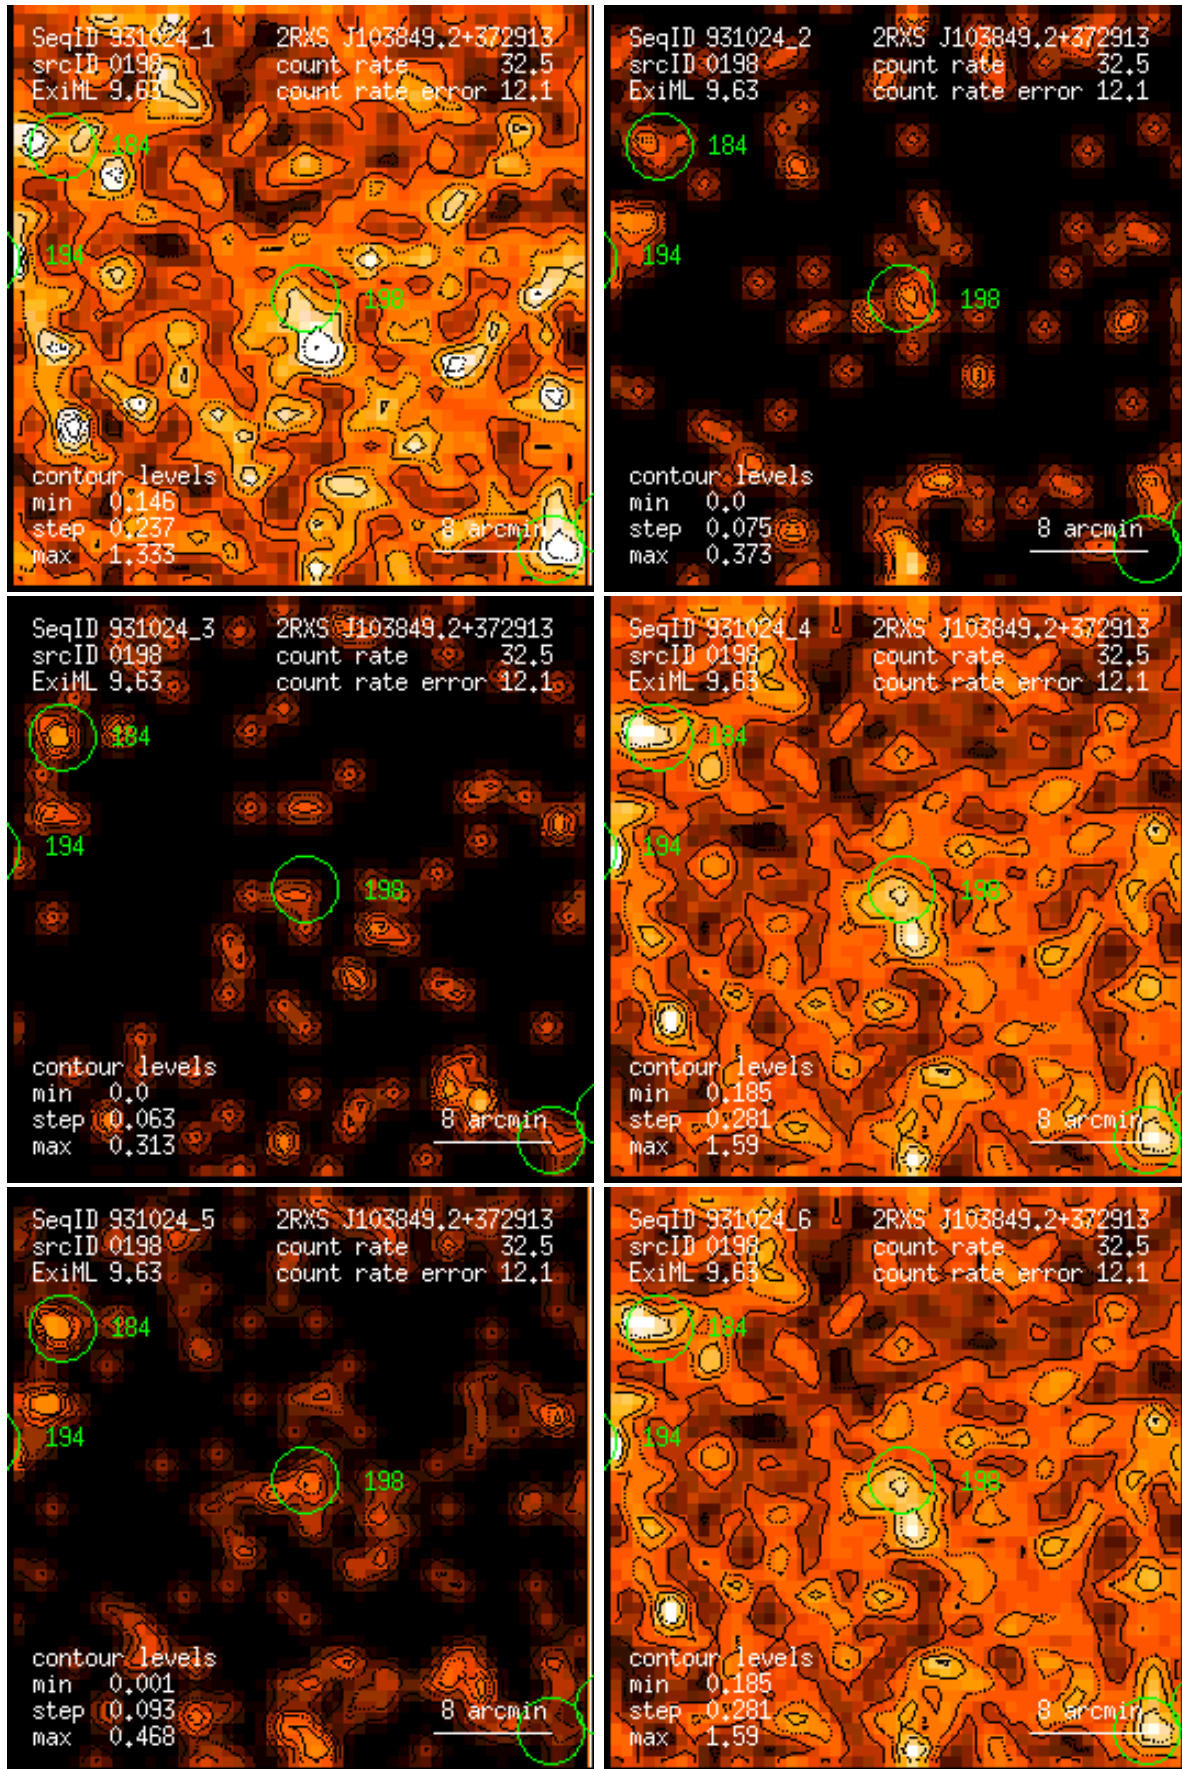 SeqID 931024_1 2RXS J103849.2+372913
srcID 0198 count rate 32.5
ExiML 9.63 count rate error 12.1
184
194
198
contour levels
min 0.146
step 0.237
max 1.333
8 arcmin
SeqID 931024_2 2RXS J103849.2+372913
srcID 0198 count rate 32.5
ExiML 9.63 count rate error 12.1
184
194
198
contour levels
min 0.0
step 0.075
max 0.373
8 arcmin
SeqID 931024_3 2RXS J103849.2+372913
srcID 0198 count rate 32.5
ExiML 9.63 count rate error 12.1
184
194
198
contour levels
min 0.0
step 0.063
max 0.313
8 arcmin
SeqID 931024_4 2RXS J103849.2+372913
srcID 0198 count rate 32.5
ExiML 9.63 count rate error 12.1
184
194
198
contour levels
min 0.185
step 0.281
max 1.59
8 arcmin
SeqID 931024_5 2RXS J103849.2+372913
srcID 0198 count rate 32.5
ExiML 9.63 count rate error 12.1
184
194
198
contour levels
min 0.001
step 0.093
max 0.468
8 arcmin
SeqID 931024_6 2RXS J103849.2+372913
srcID 0198 count rate 32.5
ExiML 9.63 count rate error 12.1
184
194
198
contour levels
min 0.185
step 0.281
max 1.59
8 arcmin